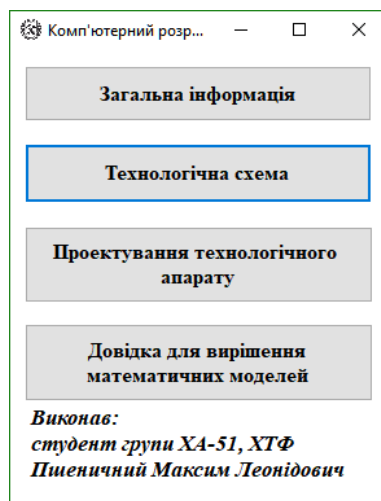 Комп'ютерний розр...
Загальна інформація
Технологічна схема
Проектування технологічного
апарату
Довідка для вирішення
математичних моделей
Виконав:
студент групи ХА-51, ХТФ
Пшеничний Максим Леонідович